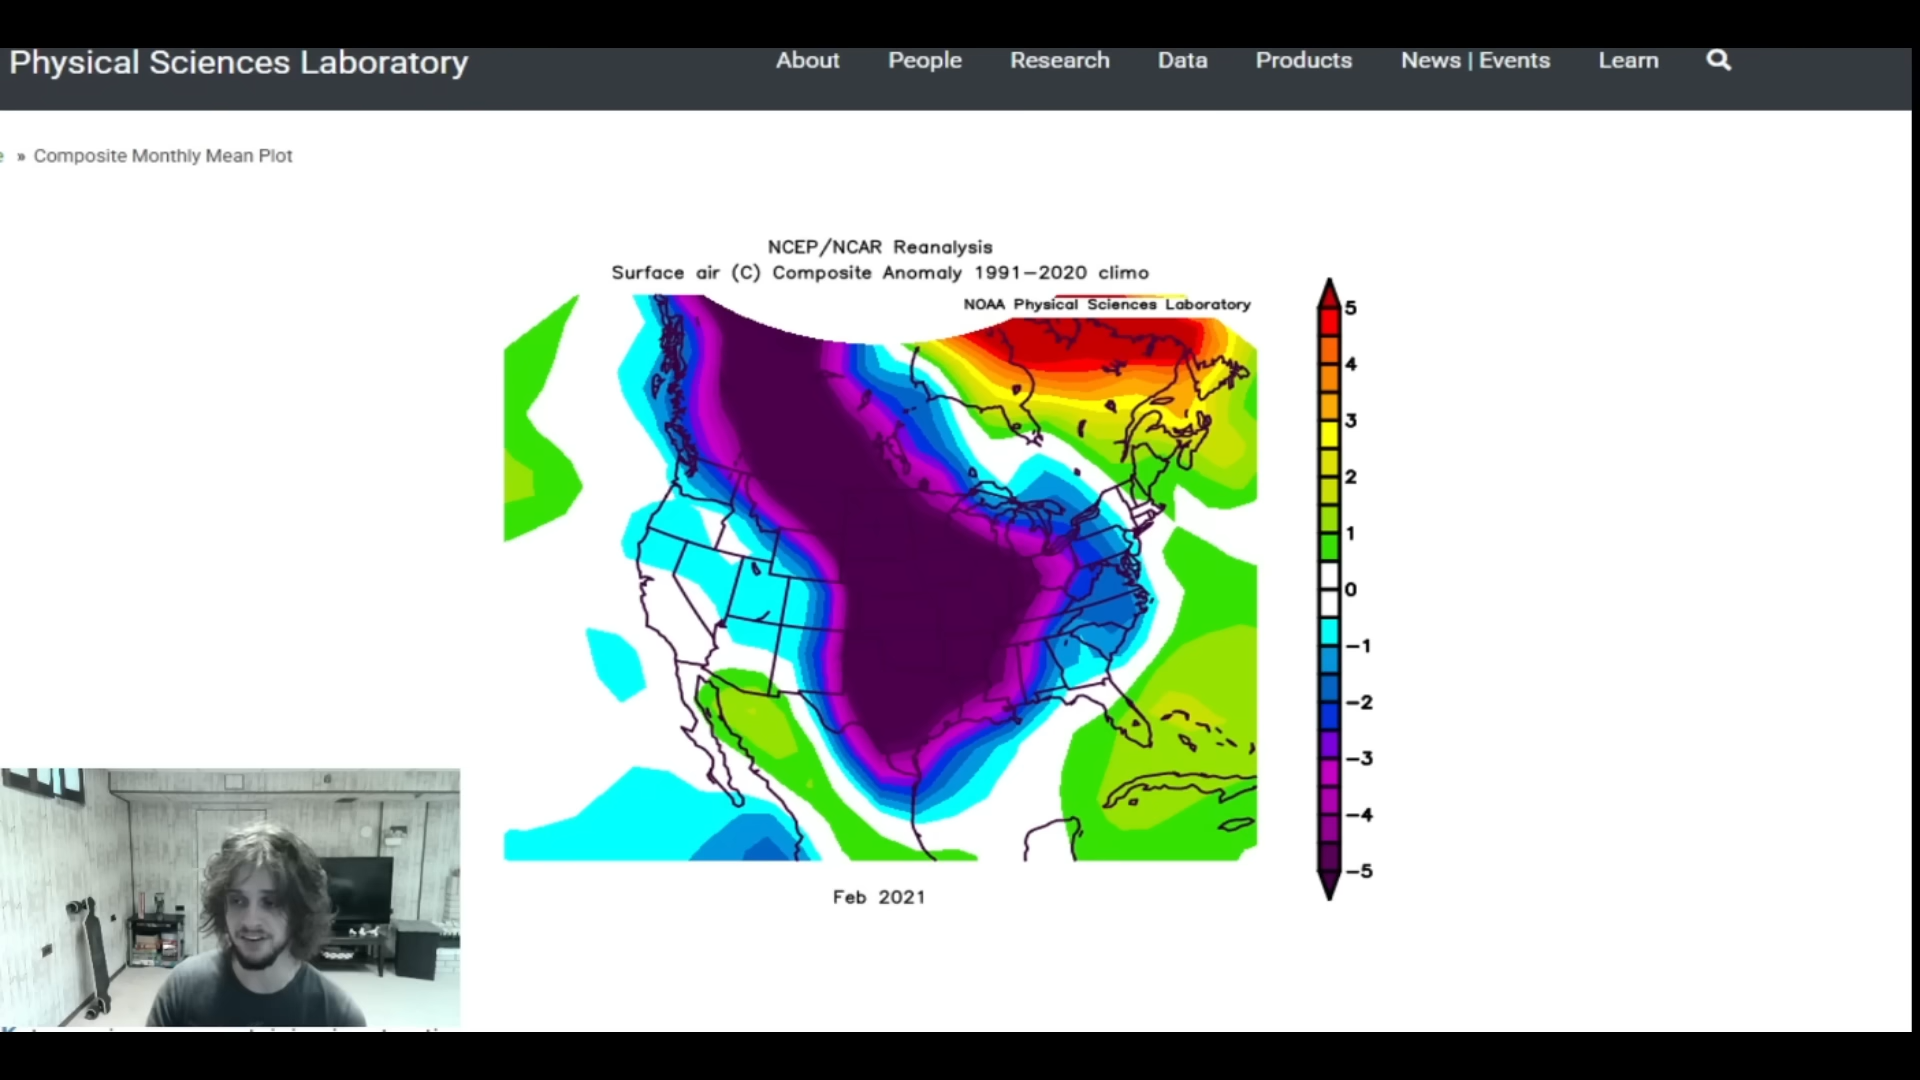 Physical Sciences Laboratory
About People Research Data Products News | Events Learn
» Composite Monthly Mean Plot
NCEP/NCAR Reanalysis
Surface air (C) Composite Anomaly 1991-2020 climo
NOAA Physical Sciences Laboratory
5
4
3
2
1
0
-1
-2
-3
-4
-5
Feb 2021